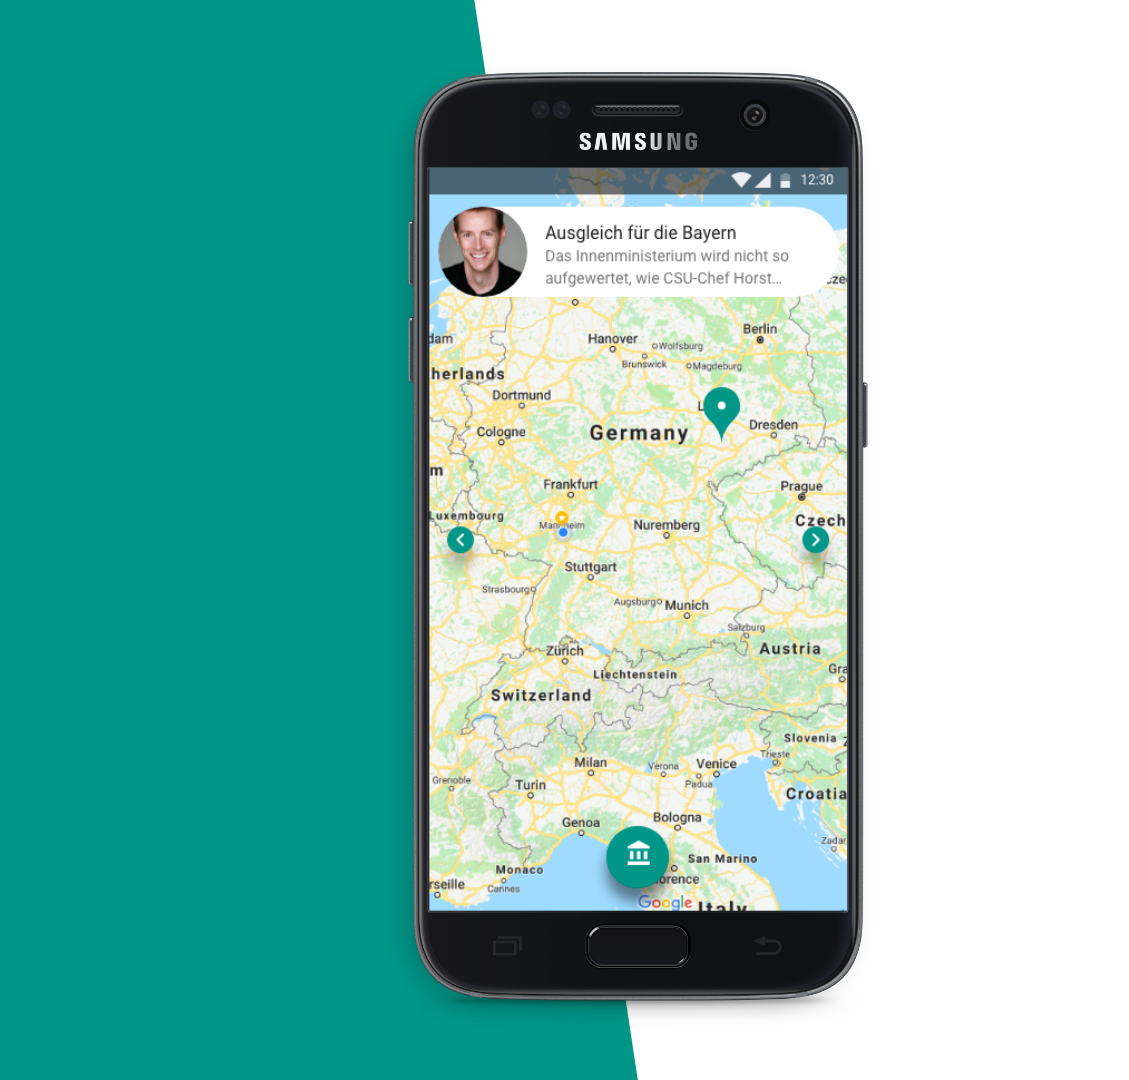 SAMSUNG
12:30
Ausgleich für die Bayern
Das Innenministerium wird nicht so
aufgewertet, wie CSU-Chef Horst...
Berlin
dam
Hanover
Wolfsburg
Brunswick
Magdeburg
herlands
Dortmund
L
Dresden
Cologne
Germany
m
Frankfurt
Prague
Luxembourg
Czech
Nuremberg
Stuttgart
Strasbourg
Augsburg
Munich
Salzburg
Zürich
Austria
Liechtenstein
Gra
Switzerland
Slovenia
Trieste
Milan
Verona
Venice
Grenoble
Turin
Padua
Croatia
Genoa
Bologna
Zadar
San Marino
Monaco
orence
rseille
Cannes
Google
Italy